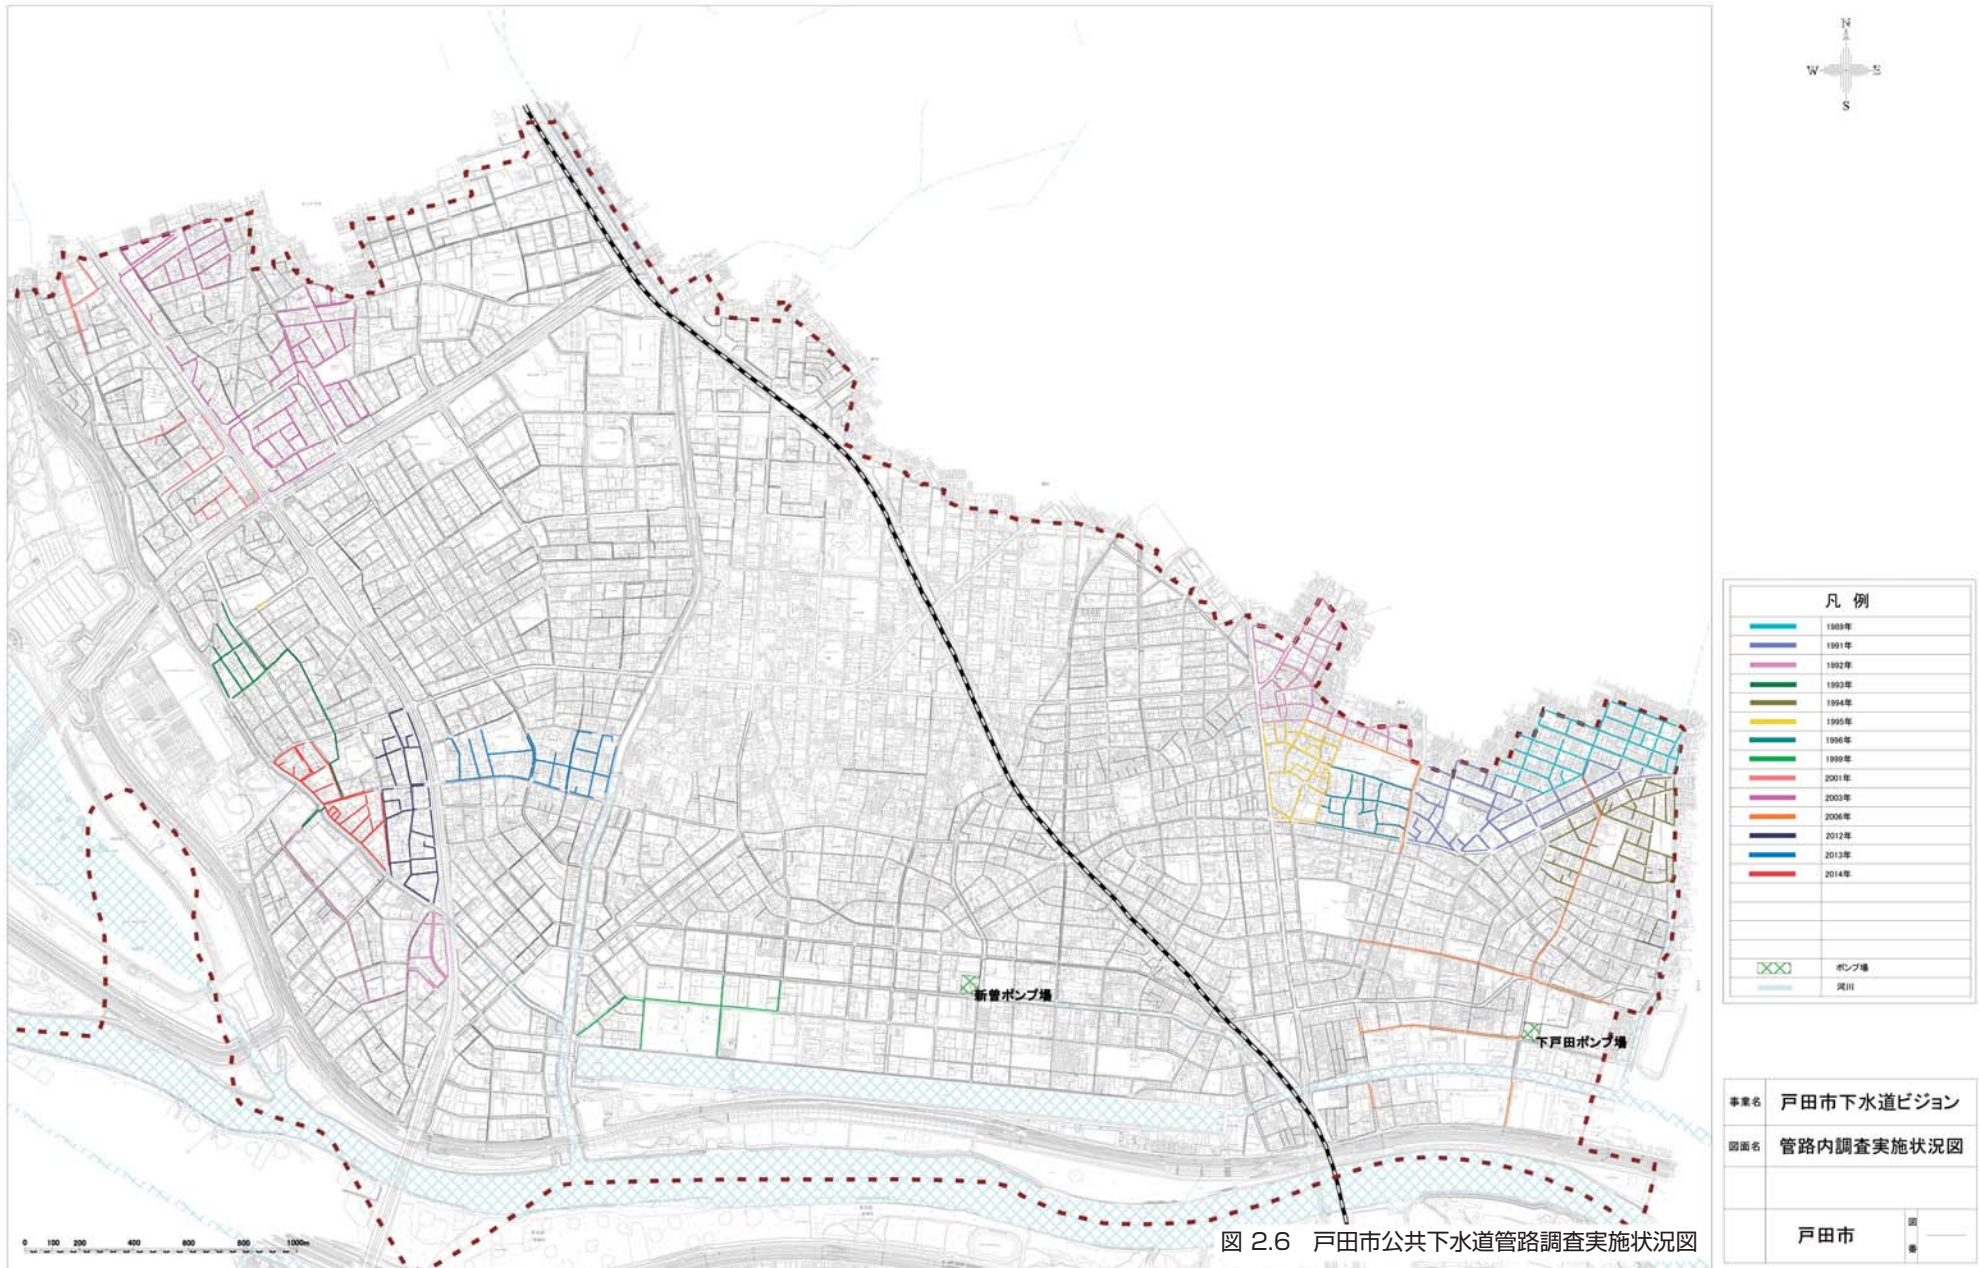 N
W E
S
凡 例
1989年
1991年
1992年
1993年
1994年
1995年
1996年
1999年
2001年
2003年
2006年
2012年
2013年
2014年
ポンプ場
河川
新曽ポンプ場
下戸田ポンプ場
事業名 戸田市下水道ビジョン
図面名 管路内調査実施状況図
戸田市 図番
0 100 200 400 600 800 1000m
図 2.6 戸田市公共下水道管路調査実施状況図